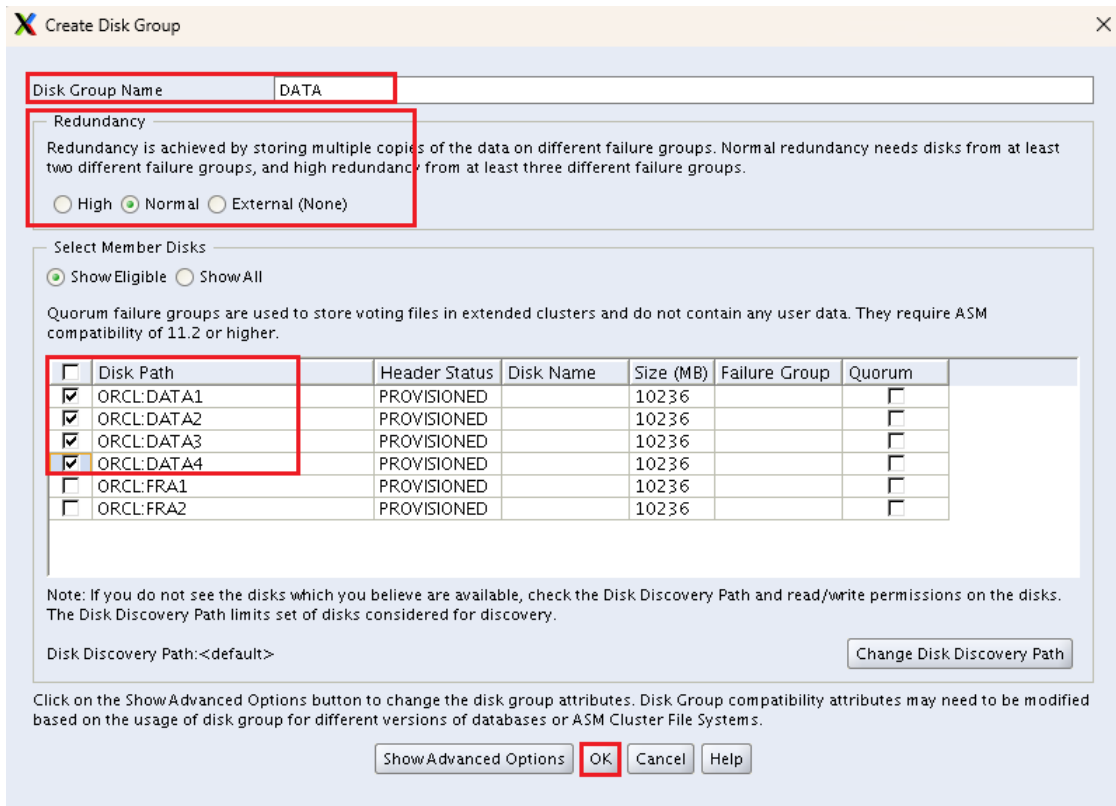 Create Disk Group
Disk Group Name DATA
Redundancy
Redundancy is achieved by storing multiple copies of the data on different failure groups. Normal redundancy needs disks from at least
two different failure groups, and high redundancy from at least three different failure groups.
High Normal External (None)
Select Member Disks
Show Eligible Show All
Quorum failure groups are used to store voting files in extended clusters and do not contain any user data. They require ASM
compatibility of 11.2 or higher.
Disk Path Header Status Disk Name Size (MB) Failure Group Quorum
ORCL:DATA1 PROVISIONED 10236
ORCL:DATA2 PROVISIONED 10236
ORCL:DATA3 PROVISIONED 10236
ORCL:DATA4 PROVISIONED 10236
ORCL:FRA1 PROVISIONED 10236
ORCL:FRA2 PROVISIONED 10236
Note: If you do not see the disks which you believe are available, check the Disk Discovery Path and read/write permissions on the disks.
The Disk Discovery Path limits set of disks considered for discovery.
Disk Discovery Path:<default> Change Disk Discovery Path
Click on the Show Advanced Options button to change the disk group attributes. Disk Group compatibility attributes may need to be modified
based on the usage of disk group for different versions of databases or ASM Cluster File Systems.
Show Advanced Options OK Cancel Help